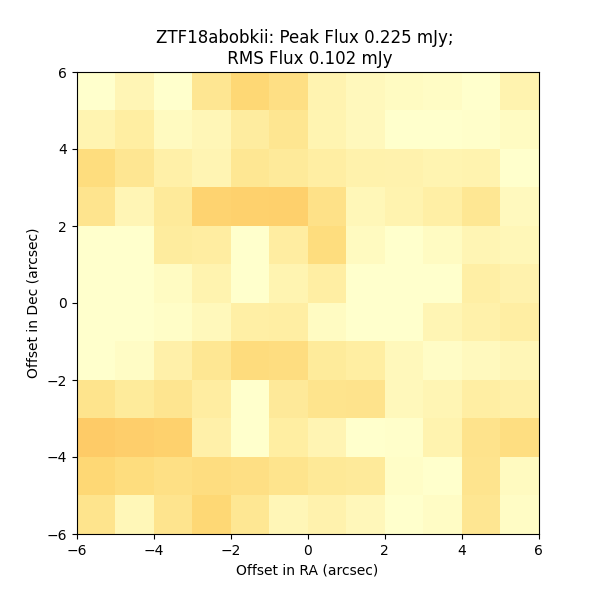 ZTF18abobkii: Peak Flux 0.225 mJy;
RMS Flux 0.102 mJy
6
4
2
0
−2
−4
−6
Offset in Dec (arcsec)
−6 −4 −2 0 2 4 6
Offset in RA (arcsec)